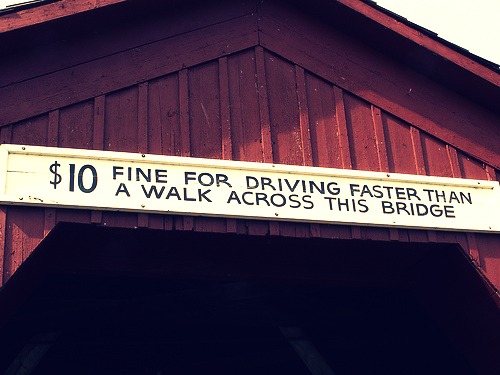 $10 FINE FOR DRIVING FASTER THAN
A WALK ACROSS THIS BRIDGE